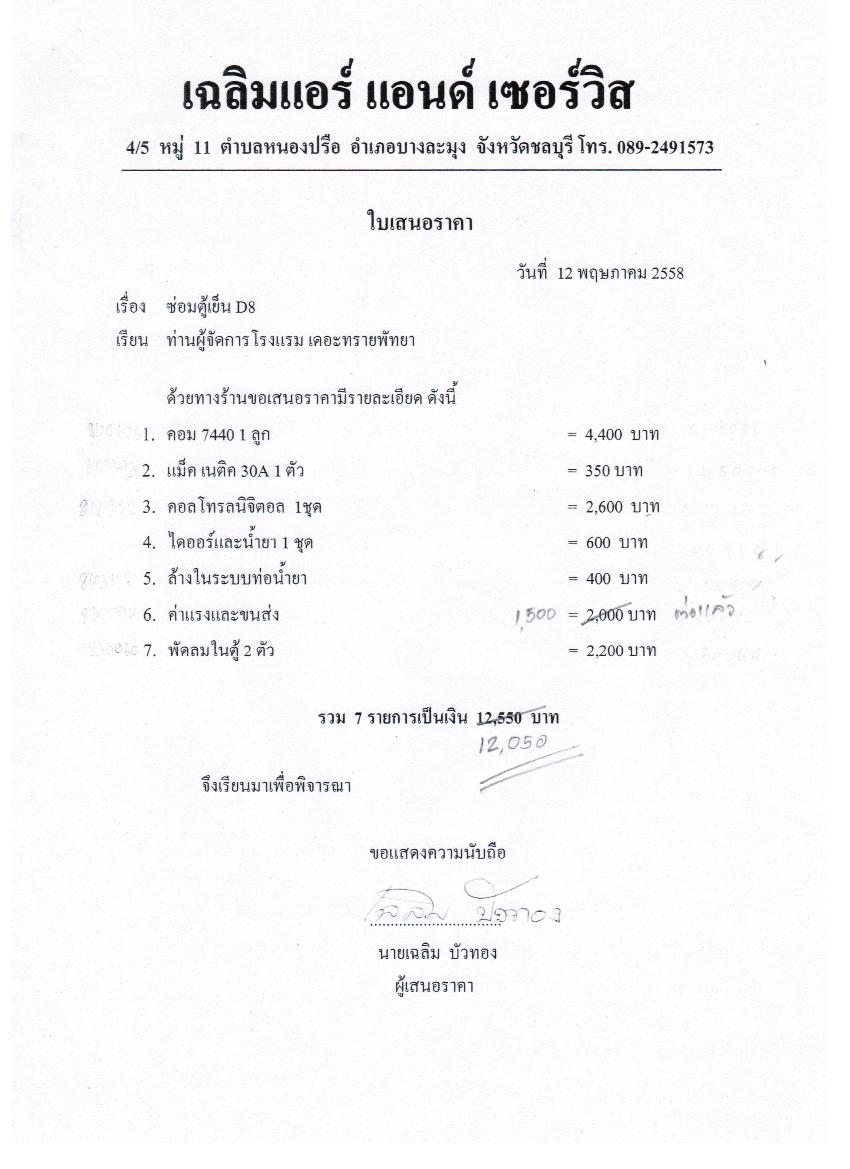 เฉลิมแอร์ แอนด์ เซอร์วิส
4/5 หมู่ 11 ตำบลหนองปรือ อำเภอบางละมุง จังหวัดชลบุรี โทร. 089-2491573
ใบเสนอราคา
วันที่ 12 พฤษภาคม 2558
เรื่อง ซ่อมตู้เย็น D8
เรียน ท่านผู้จัดการ โรงแรม เดอะทรายพัทยา
ด้วยทางร้านขอเสนอราคามีรายละเอียด ดังนี้
1. คอม 7440 1 ลูก = 4,400 บาท
2. แม็ค เนติค 30A 1 ตัว = 350 บาท
3. คอลโทรลนิจิตอล 1ชุด = 2,600 บาท
4. ไดออร์และน้ำยา 1 ชุด = 600 บาท
5. ล้างในระบบท่อน้ำยา = 400 บาท
6. ค่าแรงและขนส่ง 1,500 = 2,000 บาท ต่อแล้ว
7. พัดลมในตู้ 2 ตัว = 2,200 บาท
รวม 7 รายการเป็นเงิน 12,550 บาท
12,050
จึงเรียนมาเพื่อพิจารณา
ขอแสดงความนับถือ
เฉลิม บัวทอง
นายเฉลิม บัวทอง
ผู้เสนอราคา